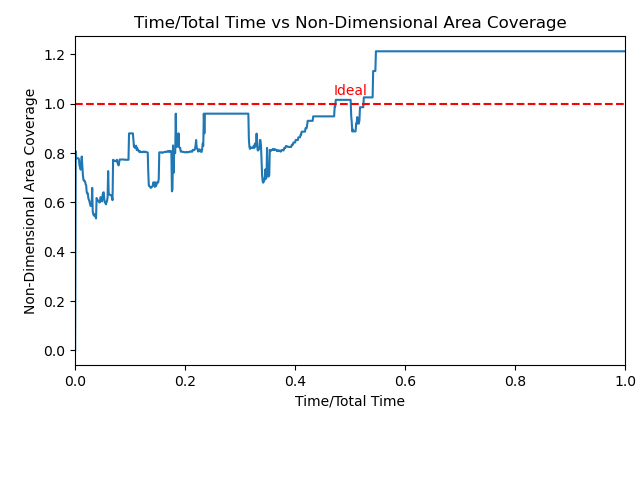 Time/Total Time vs Non-Dimensional Area Coverage
Non-Dimensional Area Coverage
1.2
1.0
0.8
0.6
0.4
0.2
0.0
Ideal
0.0 0.2 0.4 0.6 0.8 1.0
Time/Total Time